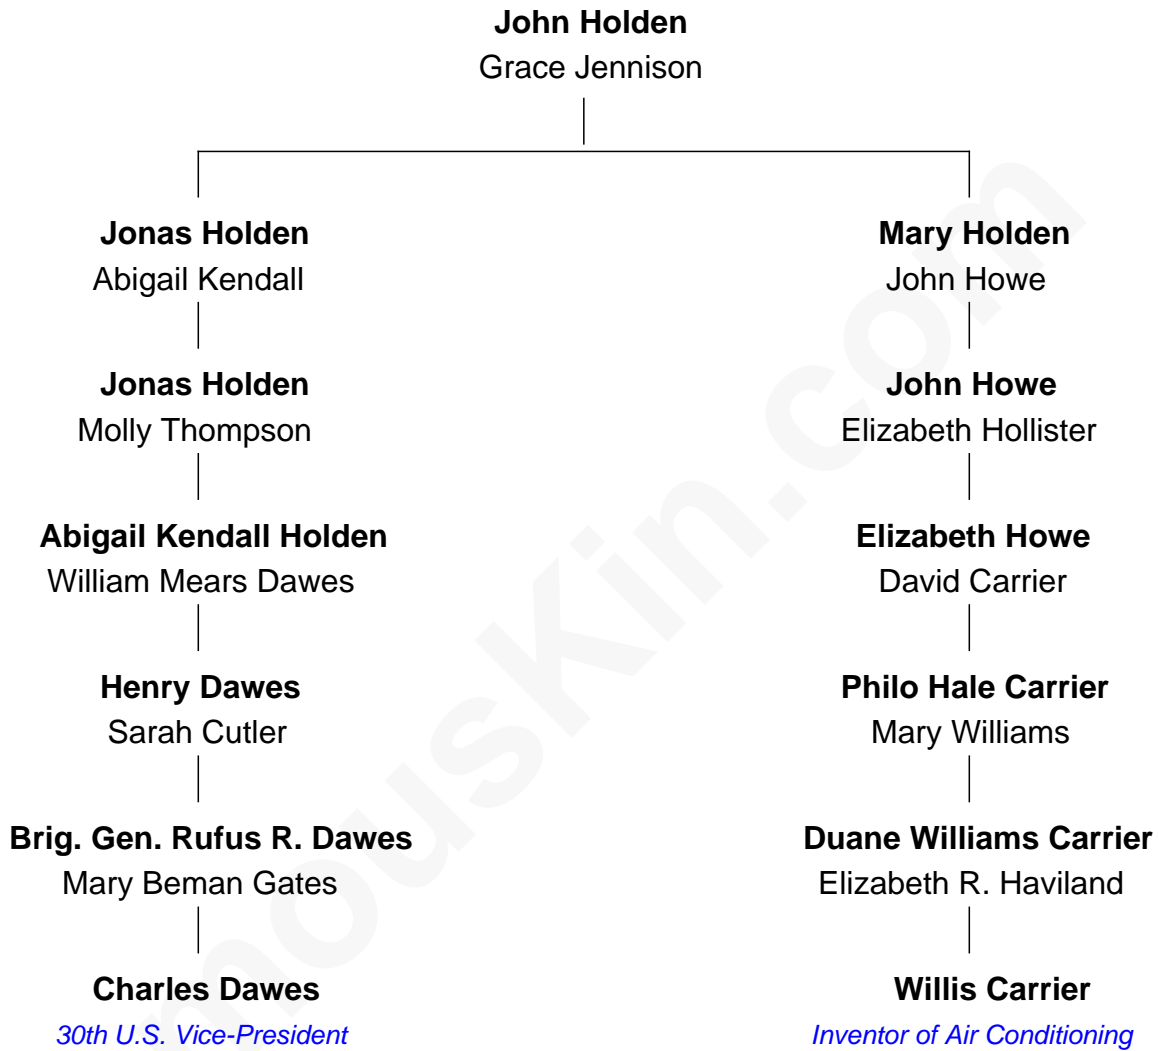 John Holden
Grace Jennison
Jonas Holden
Abigail Kendall
Mary Holden
John Howe
Jonas Holden
Molly Thompson
John Howe
Elizabeth Hollister
Abigail Kendall Holden
William Mears Dawes
Elizabeth Howe
David Carrier
Henry Dawes
Sarah Cutler
Philo Hale Carrier
Mary Williams
Brig. Gen. Rufus R. Dawes
Mary Beman Gates
Duane Williams Carrier
Elizabeth R. Haviland
Charles Dawes
30th U.S. Vice-President
Willis Carrier
Inventor of Air Conditioning
mousKin.com